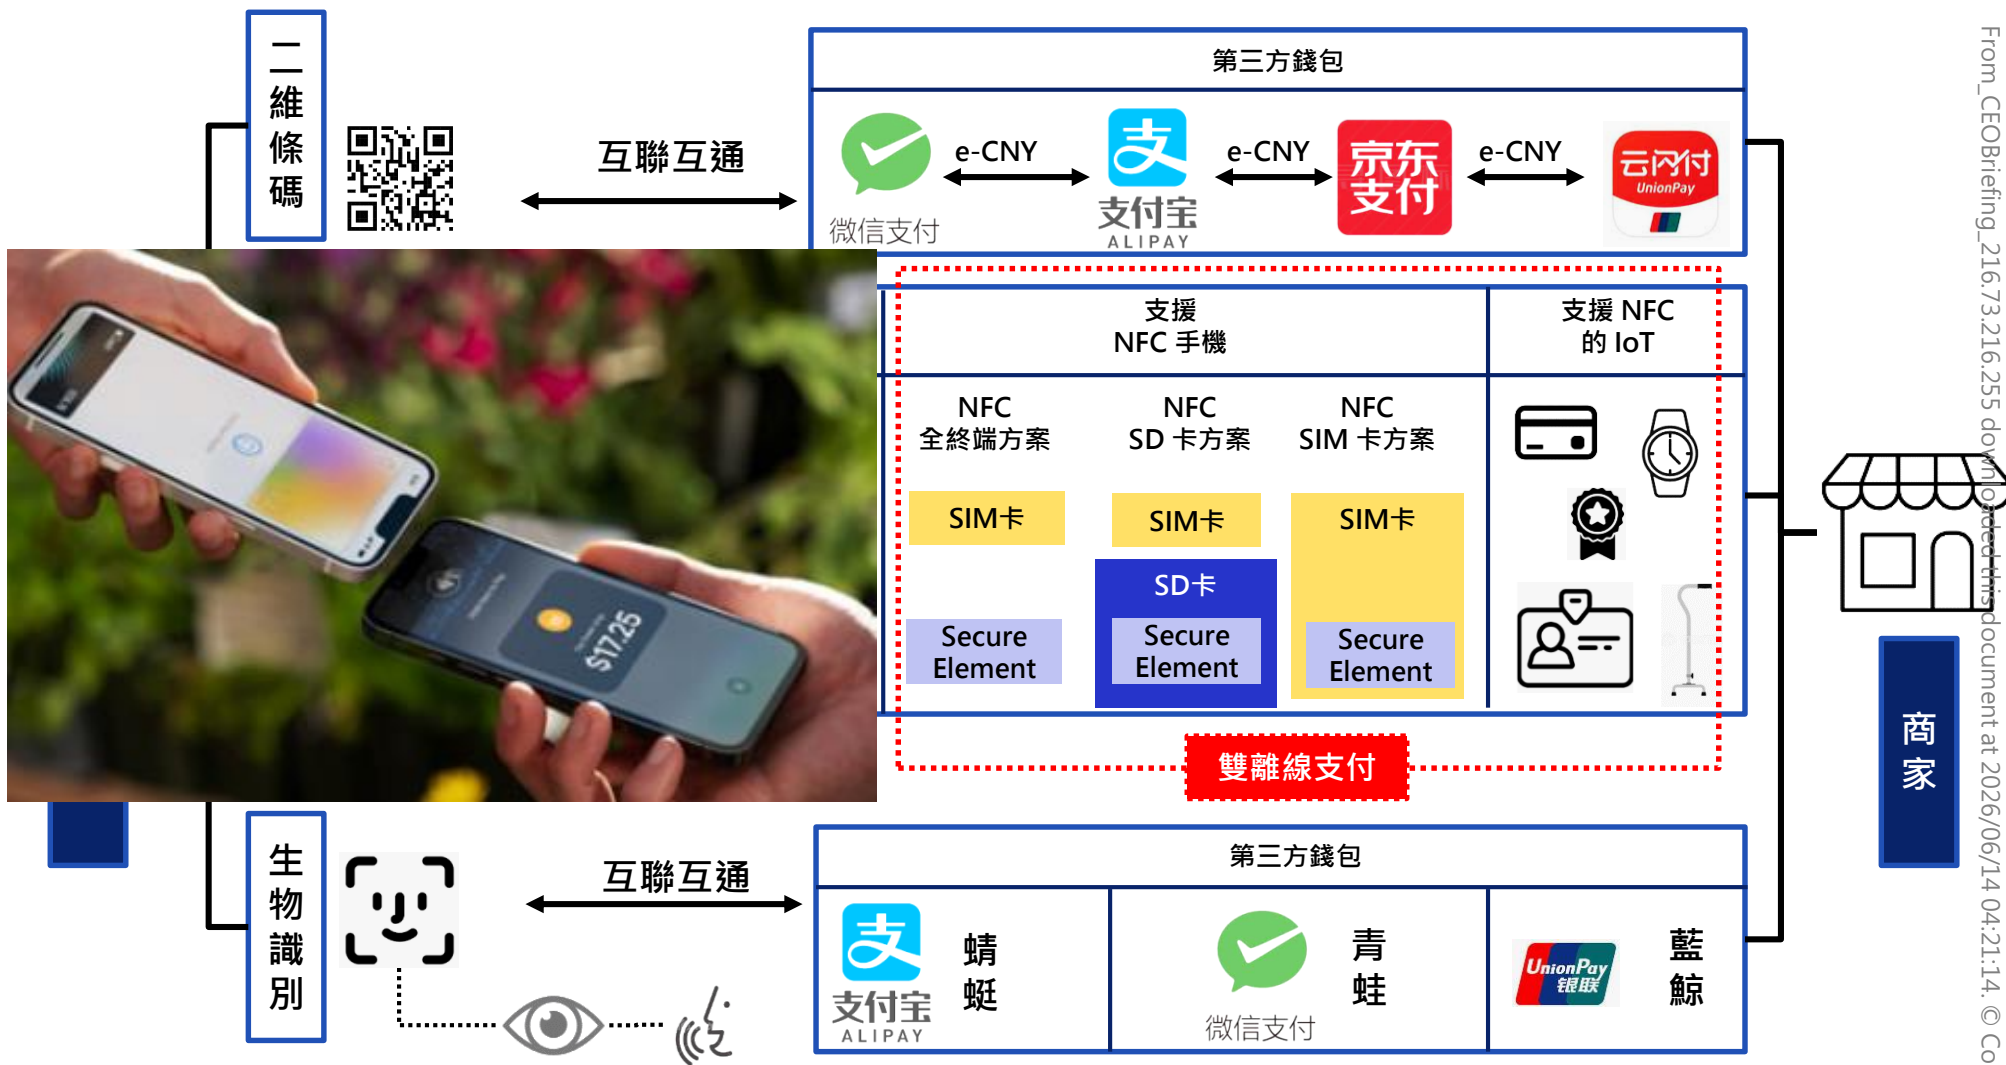 二維條碼
互聯互通
第三方錢包
微信支付
e-CNY
支
支付宝
ALIPAY
e-CNY
京东
支付
e-CNY
云闪付
UnionPay
支援
NFC 手機
支援 NFC
的 IoT
NFC
全終端方案
NFC
SD 卡方案
NFC
SIM 卡方案
SIM卡
SIM卡
SIM卡
SD卡
Secure
Element
Secure
Element
Secure
Element
$17.25
雙離線支付
商家
生物識別
互聯互通
第三方錢包
支
支付宝
ALIPAY
蜻蜓
微信支付
青蛙
UnionPay
银联
藍鯨
From_CEOBriefing_216.73.216.255 downloaded this document at 2026/06/14 04:21:14. © Co